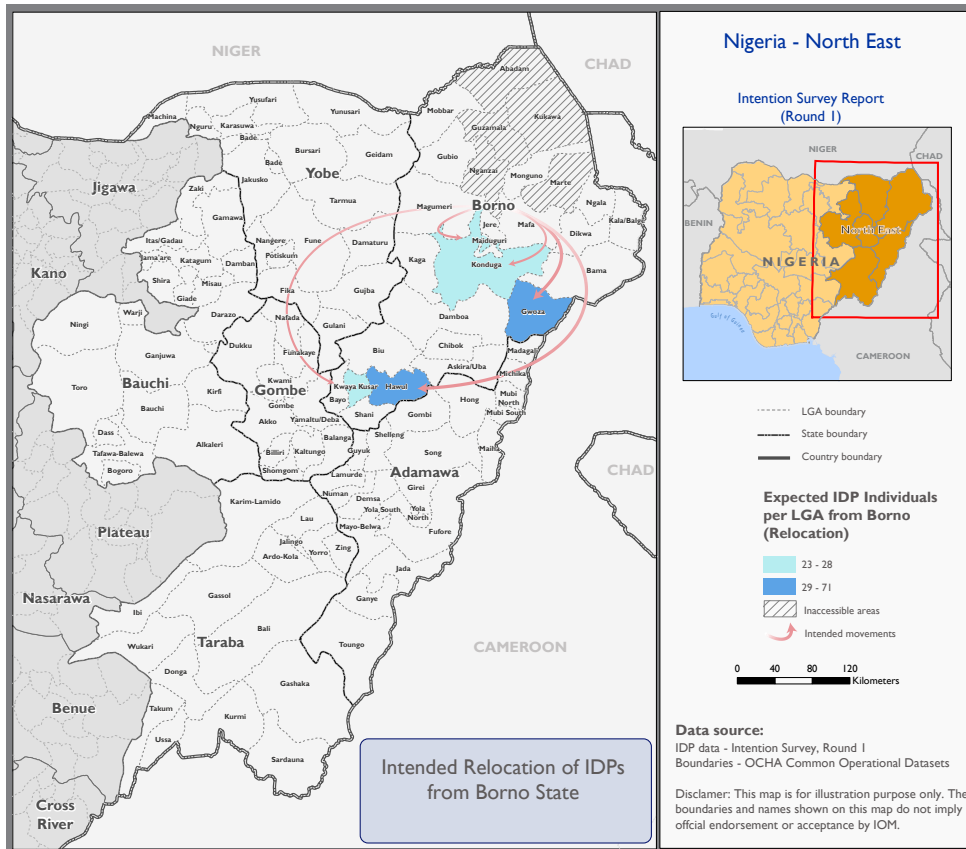 NIGER
CHAD
Abadam
Yusufari
Yunusari
Mobbar
Kukawa
Machina
Nguru
Karasuwa
Guzamala
Bade
Bursari
Geidam
Gubio
Bade
Yobe
Nganzai
Monguno
Jigawa
Jakusko
Marte
Zaki
Tarmua
Magumeri
Borno
Ngala
Gamawa
Jere
Mafa
Kala/Balge
Itas/Gadau
Nangere
Fune
Damaturu
Maiduguri
Dikwa
Jama'are
Katagum
Damban
Potiskum
Kaga
Konduga
Bama
Kano
Shira
Misau
Giade
Fika
Gujba
Warji
Darazo
Nafada
Gwoza
Ningi
Gulani
Damboa
Dukku
Funakaye
Ganjuwa
Biu
Chibok
Madagali
Toro
Bauchi
Kirfi
Kwami
Askira/Uba
Michika
Gombe
Kwaya Kusar
Hawul
Bauchi
Gombe
Bayo
Hong
Mubi
North
Akko
Yamaltu/Deba
Shani
Gombi
Mubi South
Dass
Balanga
Shelleng
Tafawa-Balewa
Alkaleri
Billiri
Kaltungo
Guyuk
Song
Maiha
Bogoro
Shomgom
Lamurde
Adamawa
CHAD
Karim-Lamido
Numan
Demsa
Girei
Plateau
Lau
Yola South
Yola
North
Mayo-Belwa
Jalingo
Zing
Fufore
Ardo-Kola
Yorro
Nasarawa
Jada
Gassol
Ganye
Ibi
Bali
Taraba
Toungo
CAMEROON
Wukari
Donga
Gashaka
Benue
Takum
Kurmi
Ussa
Sardauna
Cross
River
Intended Relocation of IDPs
from Borno State
Nigeria - North East
Intention Survey Report
(Round 1)
NIGER
CHAD
BENIN
North East
NIGERIA
Gulf of Guinea
CAMEROON
LGA boundary
State boundary
Country boundary
Expected IDP Individuals
per LGA from Borno
(Relocation)
23 - 28
29 - 71
Inaccessible areas
Intended movements
0 40 80 120
Kilometers
Data source:
IDP data - Intention Survey, Round 1
Boundaries - OCHA Common Operational Datasets
Disclamer: This map is for illustration purpose only. The
boundaries and names shown on this map do not imply
offcial endorsement or acceptance by IOM.